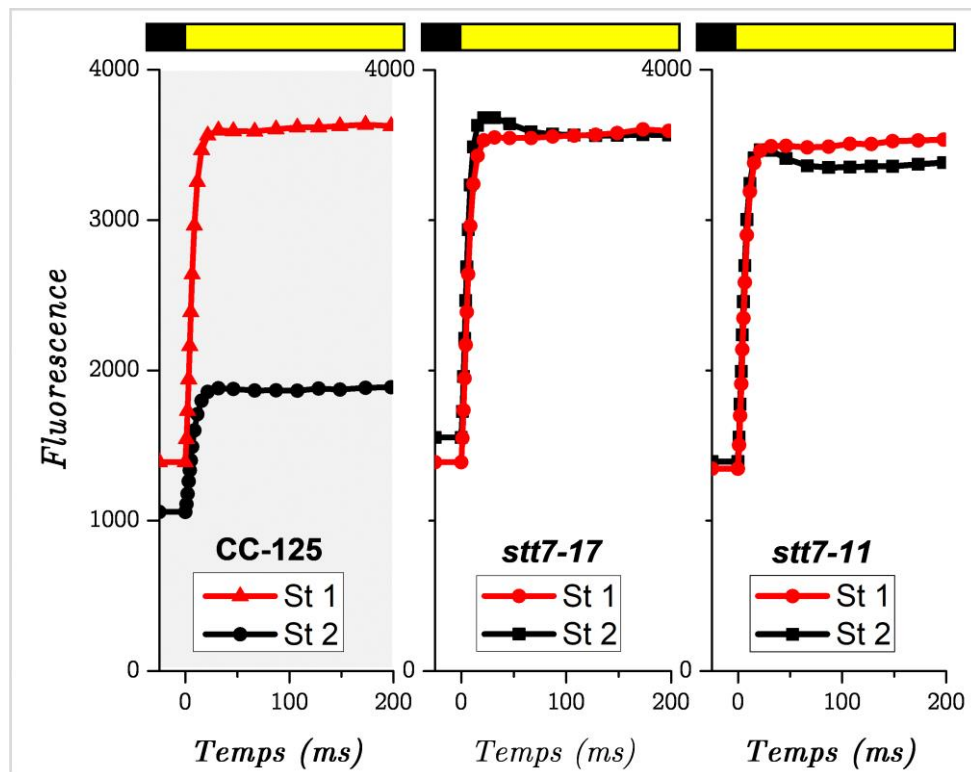 4000
3000
2000
1000
0
Fluorescence
CC-125
St 1
St 2
0
100
200
Temps (ms)
4000
0
stt7-17
St 1
St 2
0
100
200
Temps (ms)
4000
0
stt7-11
St 1
St 2
0
100
200
Temps (ms)